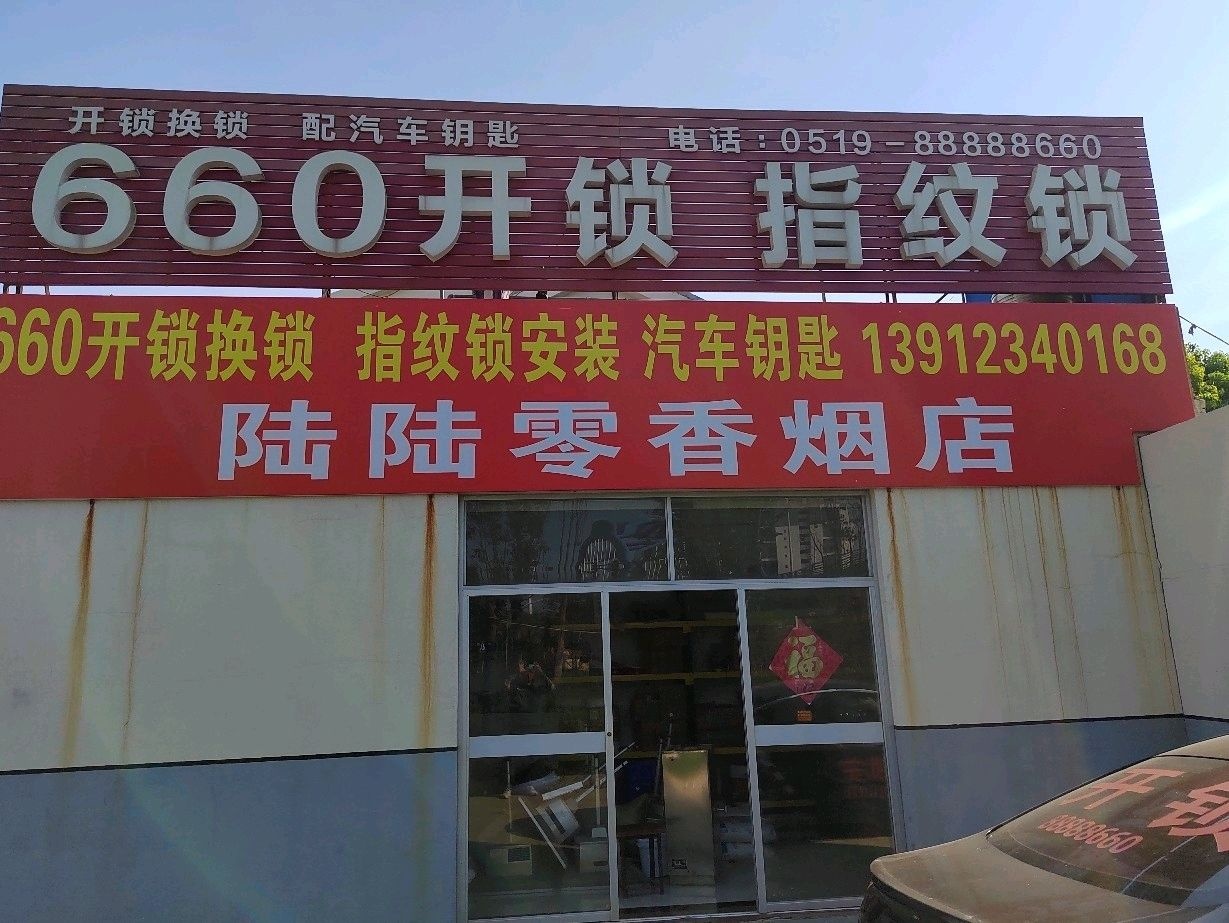 开锁换锁 配汽车钥匙 电话：0519-88888660
660开锁 指纹锁
660开锁换锁 指纹锁安装 汽车钥匙 13912340168
陆陆零香烟店
福
开锁
88888660